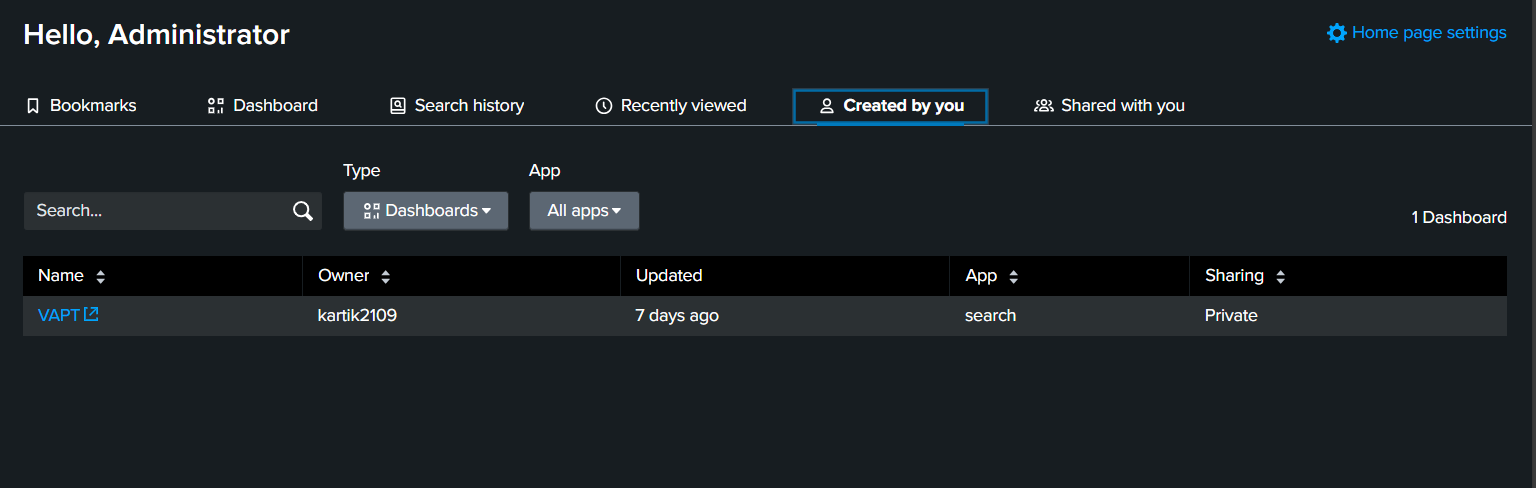 Hello, Administrator
Home page settings
Bookmarks
Dashboard
Search history
Recently viewed
Created by you
Shared with you
Type
App
Search...
Dashboards
All apps
1 Dashboard
Name Owner Updated App Sharing
VAPT kartik2109 7 days ago search Private